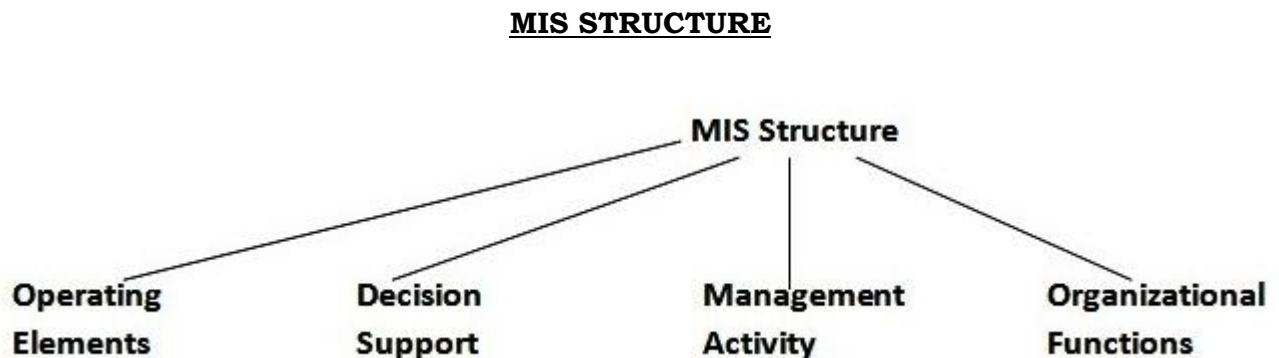 MIS STRUCTURE
MIS Structure
Operating Elements
Decision Support
Management Activity
Organizational Functions